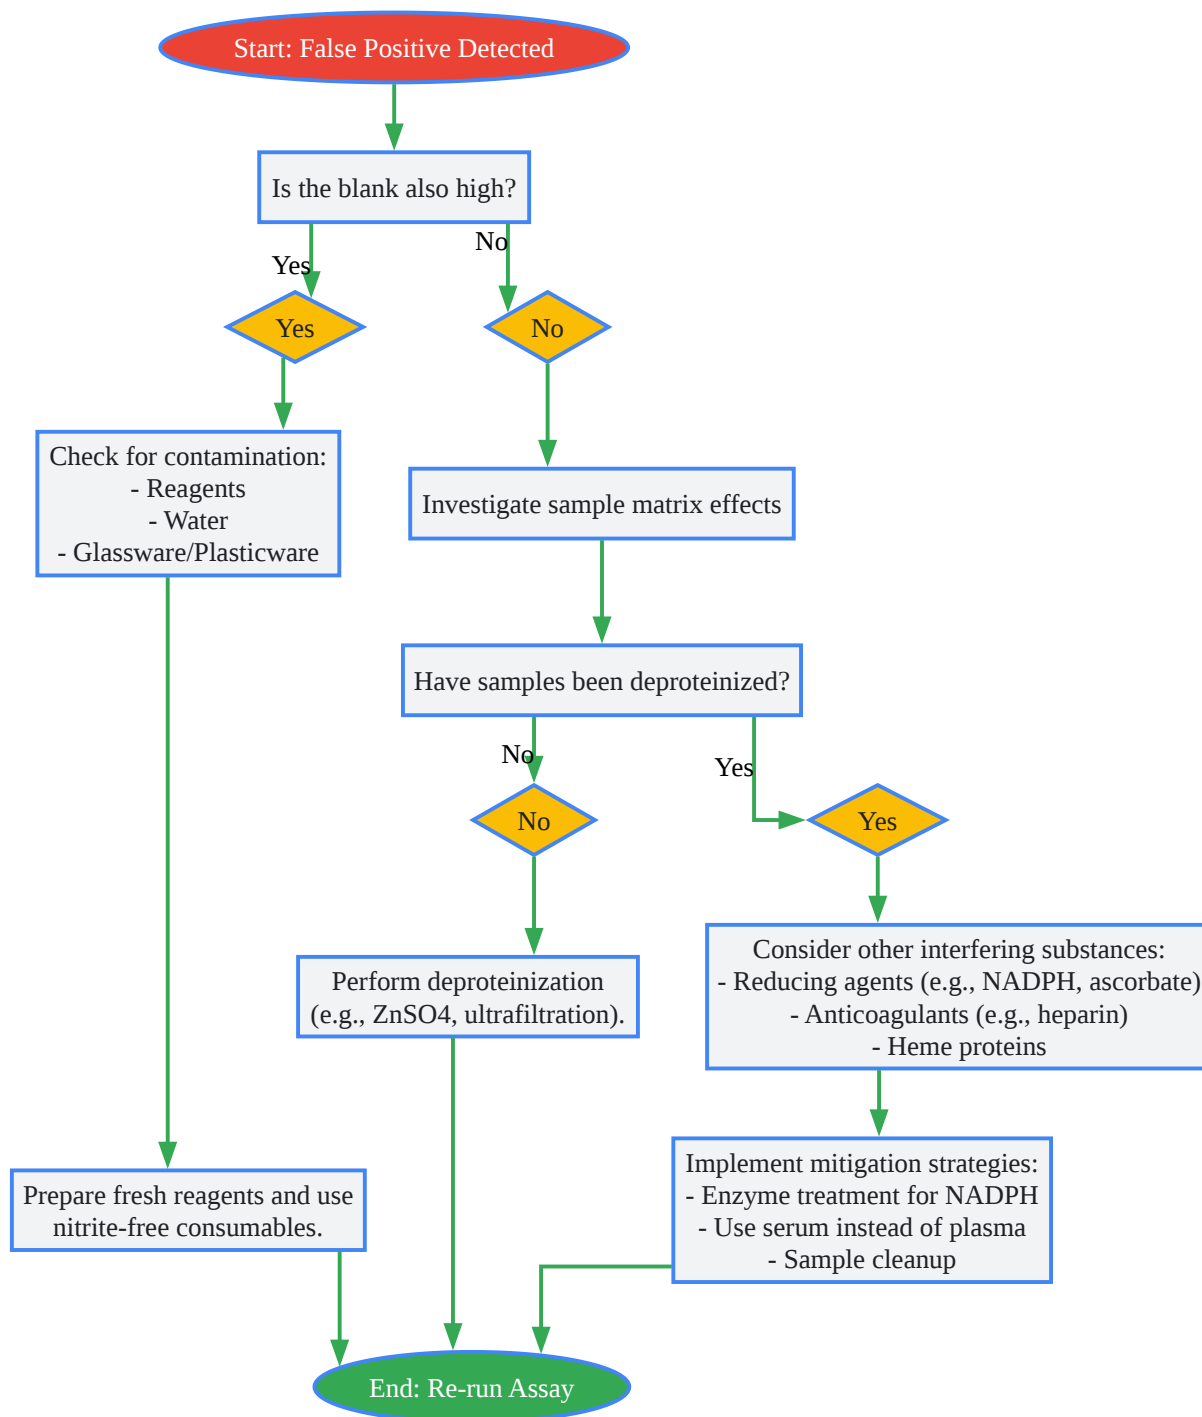 Start: False Positive Detected
Is the blank also high?
No
Yes
Yes
No
Check for contamination:
- Reagents
- Water
- Glassware/Plasticware
Investigate sample matrix effects
Have samples been deproteinized?
No
Yes
No
Yes
Perform deproteinization
(e.g., ZnSO4, ultrafiltration).
Consider other interfering substances:
- Reducing agents (e.g., NADPH, ascorbate)
- Anticoagulants (e.g., heparin)
- Heme proteins
Prepare fresh reagents and use
nitrite-free consumables.
Implement mitigation strategies:
- Enzyme treatment for NADPH
- Use serum instead of plasma
- Sample cleanup
End: Re-run Assay